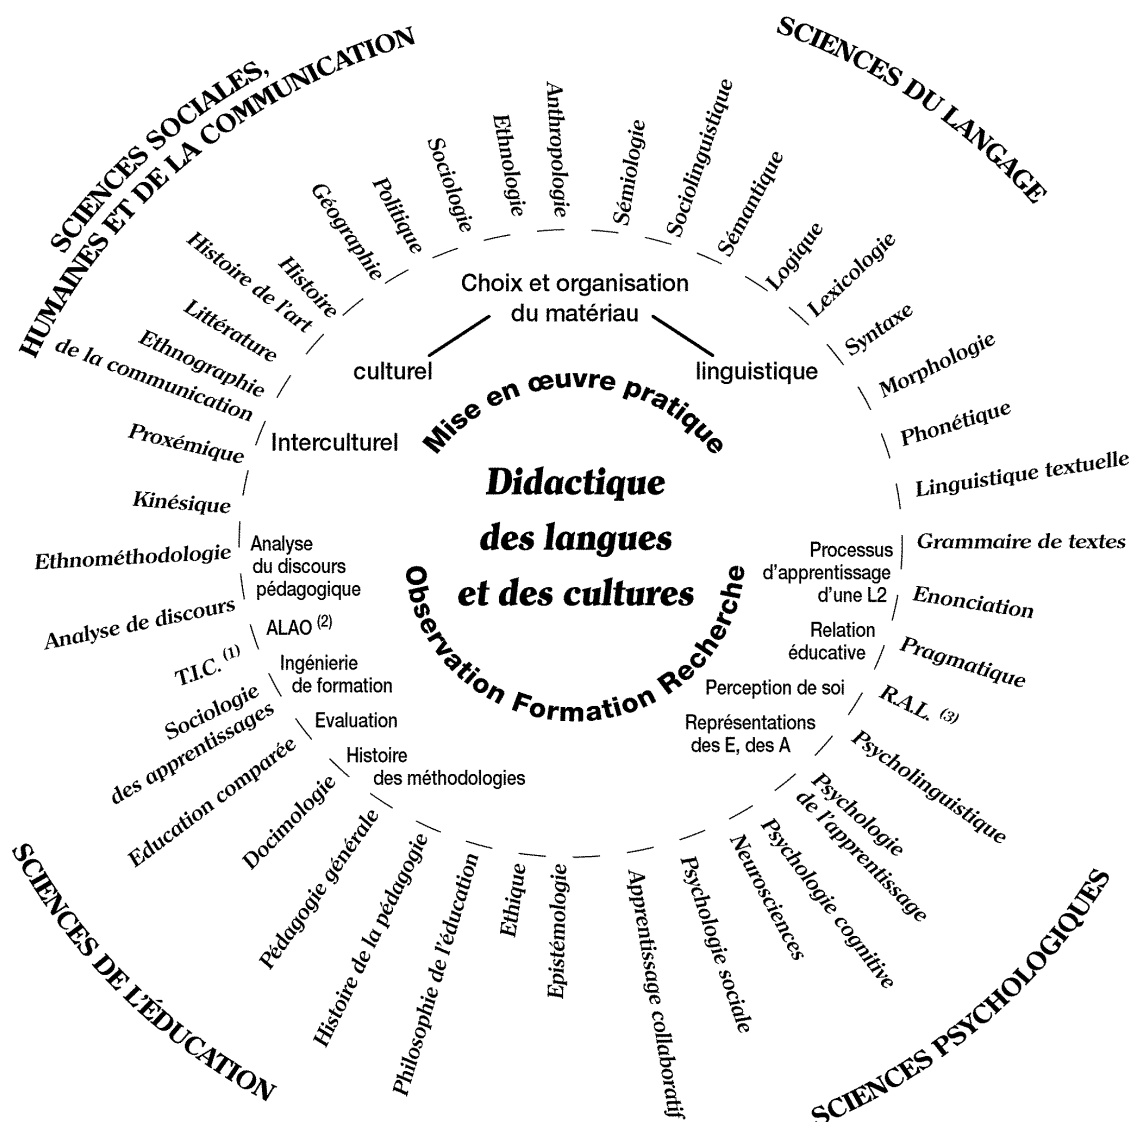 SCIENCES SOCIALES,
HUMAINES ET DE LA COMMUNICATION
SCIENCES DU LANGAGE
Anthropologie
Ethnologie
Sociologie
Politique
Géographie
Histoire
Histoire de l'art
Littérature
Ethnographie
de la communication
Proxémique
Kinésique
Ethnométhodologie
Analyse de discours
T.I.C. (1)
Sociologie
des apprentissages
Education comparée
Docimologie
Pédagogie générale
Histoire de la pédagogie
Philosophie de l'éducation
Ethique
Epistémologie
Sémiologie
Sociolinguistique
Sémantique
Logique
Lexicologie
Syntaxe
Morphologie
Phonétique
Linguistique textuelle
Grammaire de textes
Enonciation
Pragmatique
R.A.L. (3)
Psycholinguistique
Psychologie
de l'apprentissage
Psychologie cognitive
Neurosciences
Psychologie sociale
Apprentissage collaboratif
Choix et organisation
du matériau
culturel
linguistique
Interculturel
Mise en œuvre pratique
Didactique
des langues
et des cultures
Observation Formation Recherche
Analyse
du discours
pédagogique
ALAO (2)
Ingénierie
de formation
Evaluation
Histoire
des méthodologies
Processus
d'apprentissage
d'une L2
Relation
éducative
Perception de soi
Représentations
des E, des A
SCIENCES DE L'ÉDUCATION
SCIENCES PSYCHOLOGIQUES